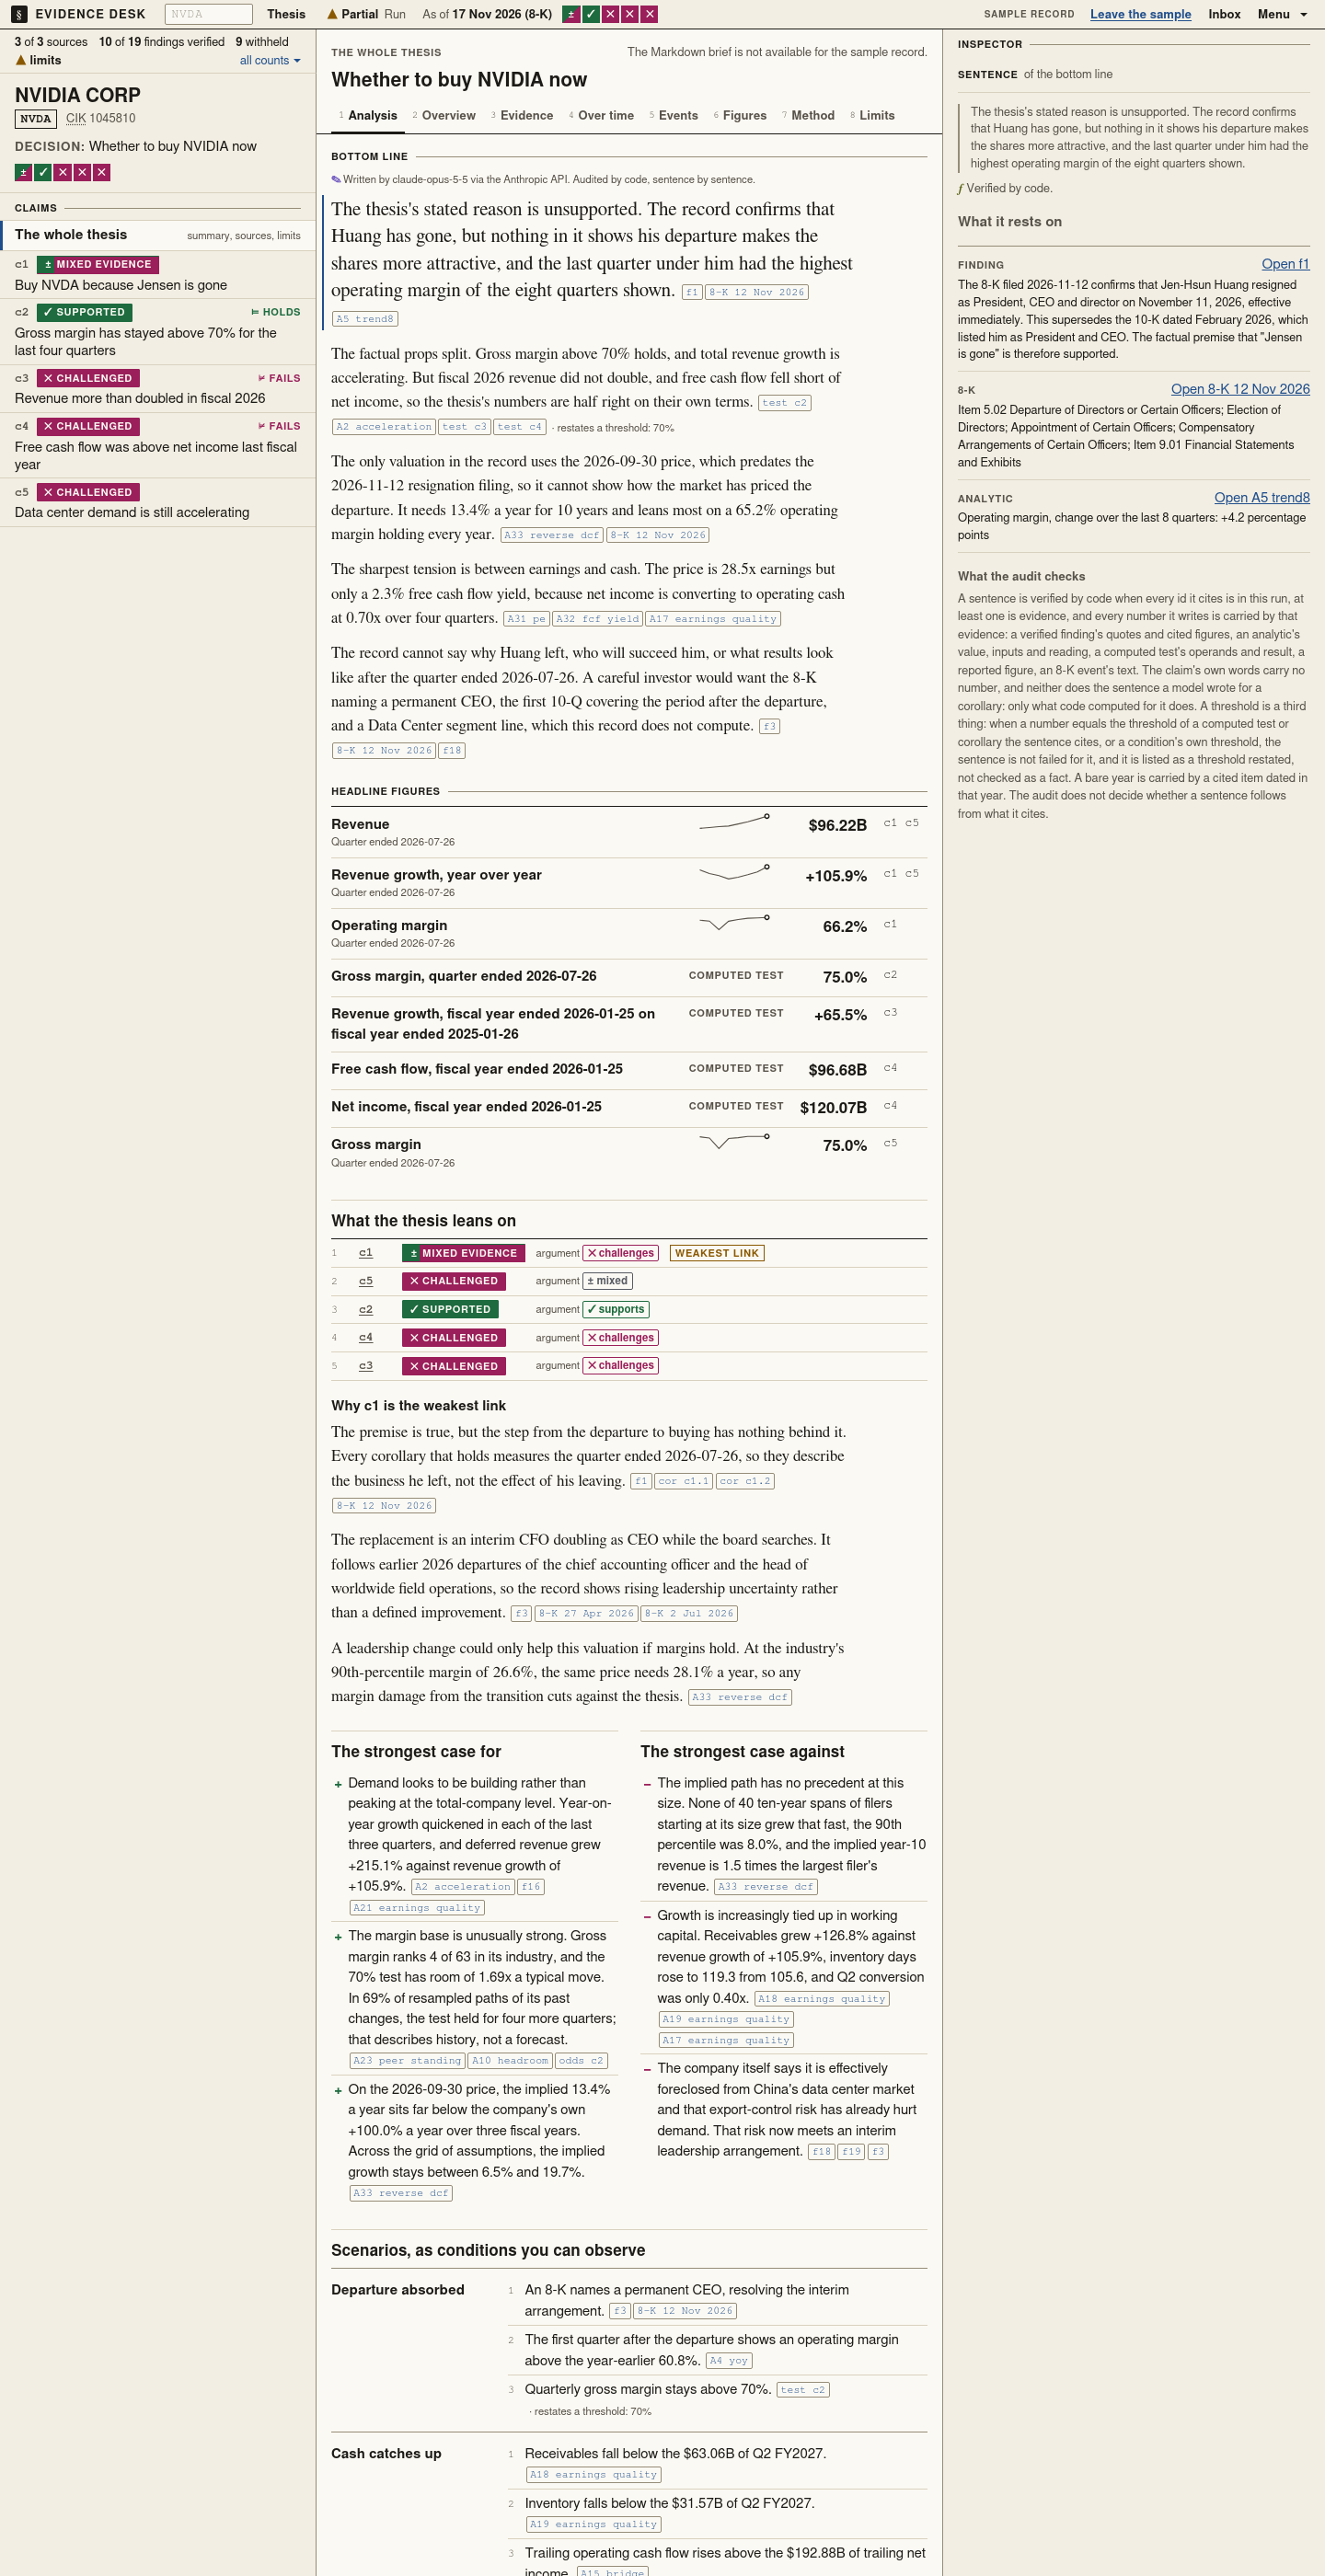 § EVIDENCE DESK NVDA Thesis ▲ Partial Run As of 17 Nov 2026 (8-K) ± ✓ ✕ ✕ ✕ SAMPLE RECORD Leave the sample Inbox Menu
3 of 3 sources 10 of 19 findings verified 9 withheld
▲ limits all counts
NVIDIA CORP
NVDA CIK 1045810
DECISION: Whether to buy NVIDIA now
± ✓ ✕ ✕ ✕
CLAIMS
The whole thesis summary, sources, limits
c1 ± MIXED EVIDENCE
Buy NVDA because Jensen is gone
c2 ✓ SUPPORTED ⊨ HOLDS
Gross margin has stayed above 70% for the
last four quarters
c3 ✕ CHALLENGED ⊭ FAILS
Revenue more than doubled in fiscal 2026
c4 ✕ CHALLENGED ⊭ FAILS
Free cash flow was above net income last fiscal
year
c5 ✕ CHALLENGED
Data center demand is still accelerating
THE WHOLE THESIS The Markdown brief is not available for the sample record.
Whether to buy NVIDIA now
1 Analysis 2 Overview 3 Evidence 4 Over time 5 Events 6 Figures 7 Method 8 Limits
BOTTOM LINE
✎ Written by claude-opus-5-5 via the Anthropic API. Audited by code, sentence by sentence.
The thesis's stated reason is unsupported. The record confirms that
Huang has gone, but nothing in it shows his departure makes the
shares more attractive, and the last quarter under him had the highest
operating margin of the eight quarters shown. f1 8-K 12 Nov 2026
A5 trend8
The factual props split. Gross margin above 70% holds, and total revenue growth is
accelerating. But fiscal 2026 revenue did not double, and free cash flow fell short of
net income, so the thesis's numbers are half right on their own terms. test c2
A2 acceleration test c3 test c4 · restates a threshold: 70%
The only valuation in the record uses the 2026-09-30 price, which predates the
2026-11-12 resignation filing, so it cannot show how the market has priced the
departure. It needs 13.4% a year for 10 years and leans most on a 65.2% operating
margin holding every year. A33 reverse dcf 8-K 12 Nov 2026
The sharpest tension is between earnings and cash. The price is 28.5x earnings but
only a 2.3% free cash flow yield, because net income is converting to operating cash
at 0.70x over four quarters. A31 pe A32 fcf yield A17 earnings quality
The record cannot say why Huang left, who will succeed him, or what results look
like after the quarter ended 2026-07-26. A careful investor would want the 8-K
naming a permanent CEO, the first 10-Q covering the period after the departure,
and a Data Center segment line, which this record does not compute. f3
8-K 12 Nov 2026 f18
HEADLINE FIGURES
Revenue $96.22B c1 c5
Quarter ended 2026-07-26
Revenue growth, year over year +105.9% c1 c5
Quarter ended 2026-07-26
Operating margin 66.2% c1
Quarter ended 2026-07-26
Gross margin, quarter ended 2026-07-26 COMPUTED TEST 75.0% c2
Revenue growth, fiscal year ended 2026-01-25 on COMPUTED TEST +65.5% c3
fiscal year ended 2025-01-26
Free cash flow, fiscal year ended 2026-01-25 COMPUTED TEST $96.68B c4
Net income, fiscal year ended 2026-01-25 COMPUTED TEST $120.07B c4
Gross margin 75.0% c5
Quarter ended 2026-07-26
What the thesis leans on
1 c1 ± MIXED EVIDENCE argument ✕ challenges WEAKEST LINK
2 c5 ✕ CHALLENGED argument ± mixed
3 c2 ✓ SUPPORTED argument ✓ supports
4 c4 ✕ CHALLENGED argument ✕ challenges
5 c3 ✕ CHALLENGED argument ✕ challenges
Why c1 is the weakest link
The premise is true, but the step from the departure to buying has nothing behind it.
Every corollary that holds measures the quarter ended 2026-07-26, so they describe
the business he left, not the effect of his leaving. f1 cor c1.1 cor c1.2
8-K 12 Nov 2026
The replacement is an interim CFO doubling as CEO while the board searches. It
follows earlier 2026 departures of the chief accounting officer and the head of
worldwide field operations, so the record shows rising leadership uncertainty rather
than a defined improvement. f3 8-K 27 Apr 2026 8-K 2 Jul 2026
A leadership change could only help this valuation if margins hold. At the industry's
90th-percentile margin of 26.6%, the same price needs 28.1% a year, so any
margin damage from the transition cuts against the thesis. A33 reverse dcf
The strongest case for
+ Demand looks to be building rather than
peaking at the total-company level. Year-on-
year growth quickened in each of the last
three quarters, and deferred revenue grew
+215.1% against revenue growth of
+105.9%. A2 acceleration f16
A21 earnings quality
+ The margin base is unusually strong. Gross
margin ranks 4 of 63 in its industry, and the
70% test has room of 1.69x a typical move.
In 69% of resampled paths of its past
changes, the test held for four more quarters;
that describes history, not a forecast.
A23 peer standing A10 headroom odds c2
+ On the 2026-09-30 price, the implied 13.4%
a year sits far below the company's own
+100.0% a year over three fiscal years.
Across the grid of assumptions, the implied
growth stays between 6.5% and 19.7%.
A33 reverse dcf
The strongest case against
− The implied path has no precedent at this
size. None of 40 ten-year spans of filers
starting at its size grew that fast, the 90th
percentile was 8.0%, and the implied year-10
revenue is 1.5 times the largest filer's
revenue. A33 reverse dcf
− Growth is increasingly tied up in working
capital. Receivables grew +126.8% against
revenue growth of +105.9%, inventory days
rose to 119.3 from 105.6, and Q2 conversion
was only 0.40x. A18 earnings quality
A19 earnings quality
A17 earnings quality
− The company itself says it is effectively
foreclosed from China's data center market
and that export-control risk has already hurt
demand. That risk now meets an interim
leadership arrangement. f18 f19 f3
Scenarios, as conditions you can observe
Departure absorbed
1 An 8-K names a permanent CEO, resolving the interim
arrangement. f3 8-K 12 Nov 2026
2 The first quarter after the departure shows an operating margin
above the year-earlier 60.8%. A4 yoy
3 Quarterly gross margin stays above 70%. test c2
· restates a threshold: 70%
Cash catches up
1 Receivables fall below the $63.06B of Q2 FY2027.
A18 earnings quality
2 Inventory falls below the $31.57B of Q2 FY2027.
A19 earnings quality
3 Trailing operating cash flow rises above the $192.88B of trailing net
income. A15 bridge
INSPECTOR
SENTENCE of the bottom line
The thesis's stated reason is unsupported. The record confirms
that Huang has gone, but nothing in it shows his departure makes
the shares more attractive, and the last quarter under him had the
highest operating margin of the eight quarters shown.
ƒ Verified by code.
What it rests on
FINDING Open f1
The 8-K filed 2026-11-12 confirms that Jen-Hsun Huang resigned
as President, CEO and director on November 11, 2026, effective
immediately. This supersedes the 10-K dated February 2026, which
listed him as President and CEO. The factual premise that "Jensen
is gone" is therefore supported.
8-K Open 8-K 12 Nov 2026
Item 5.02 Departure of Directors or Certain Officers; Election of
Directors; Appointment of Certain Officers; Compensatory
Arrangements of Certain Officers; Item 9.01 Financial Statements
and Exhibits
ANALYTIC Open A5 trend8
Operating margin, change over the last 8 quarters: +4.2 percentage
points
What the audit checks
A sentence is verified by code when every id it cites is in this run, at
least one is evidence, and every number it writes is carried by that
evidence: a verified finding's quotes and cited figures, an analytic's
value, inputs and reading, a computed test's operands and result, a
reported figure, an 8-K event's text. The claim's own words carry no
number, and neither does the sentence a model wrote for a
corollary: only what code computed for it does. A threshold is a third
thing: when a number equals the threshold of a computed test or
corollary the sentence cites, or a condition's own threshold, the
sentence is not failed for it, and it is listed as a threshold restated,
not checked as a fact. A bare year is carried by a cited item dated in
that year. The audit does not decide whether a sentence follows
from what it cites.